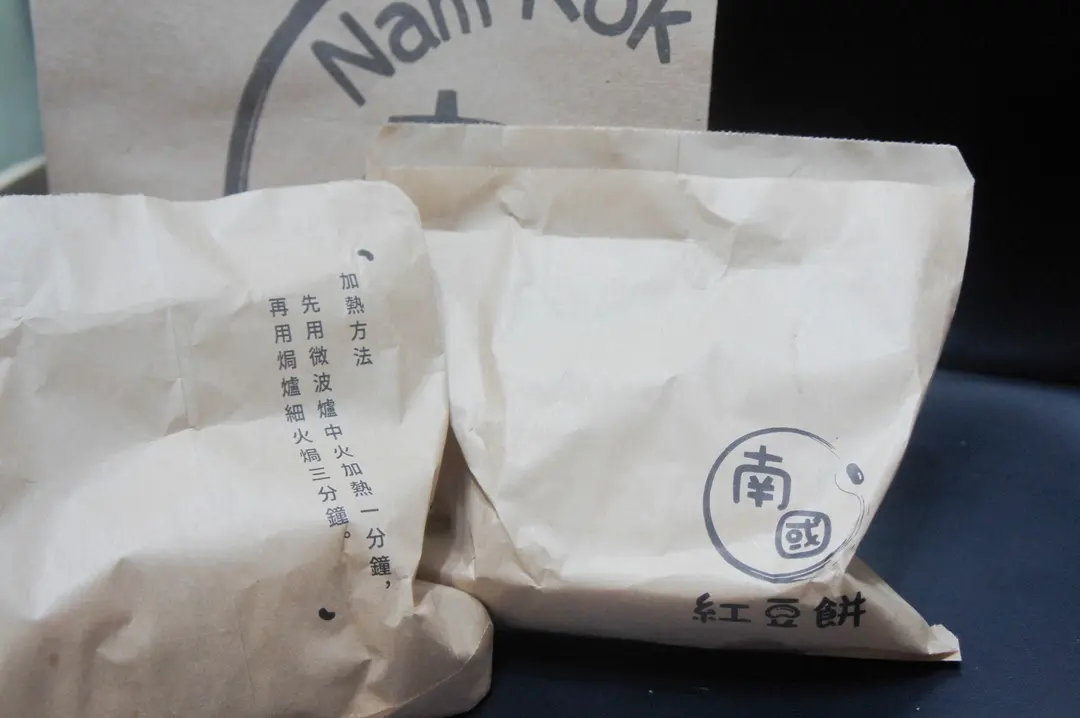 Nam Kok
加熱方法
先用微波爐中火加熱一分鐘，
再用焗爐細火焗三分鐘。
南國
紅豆餅